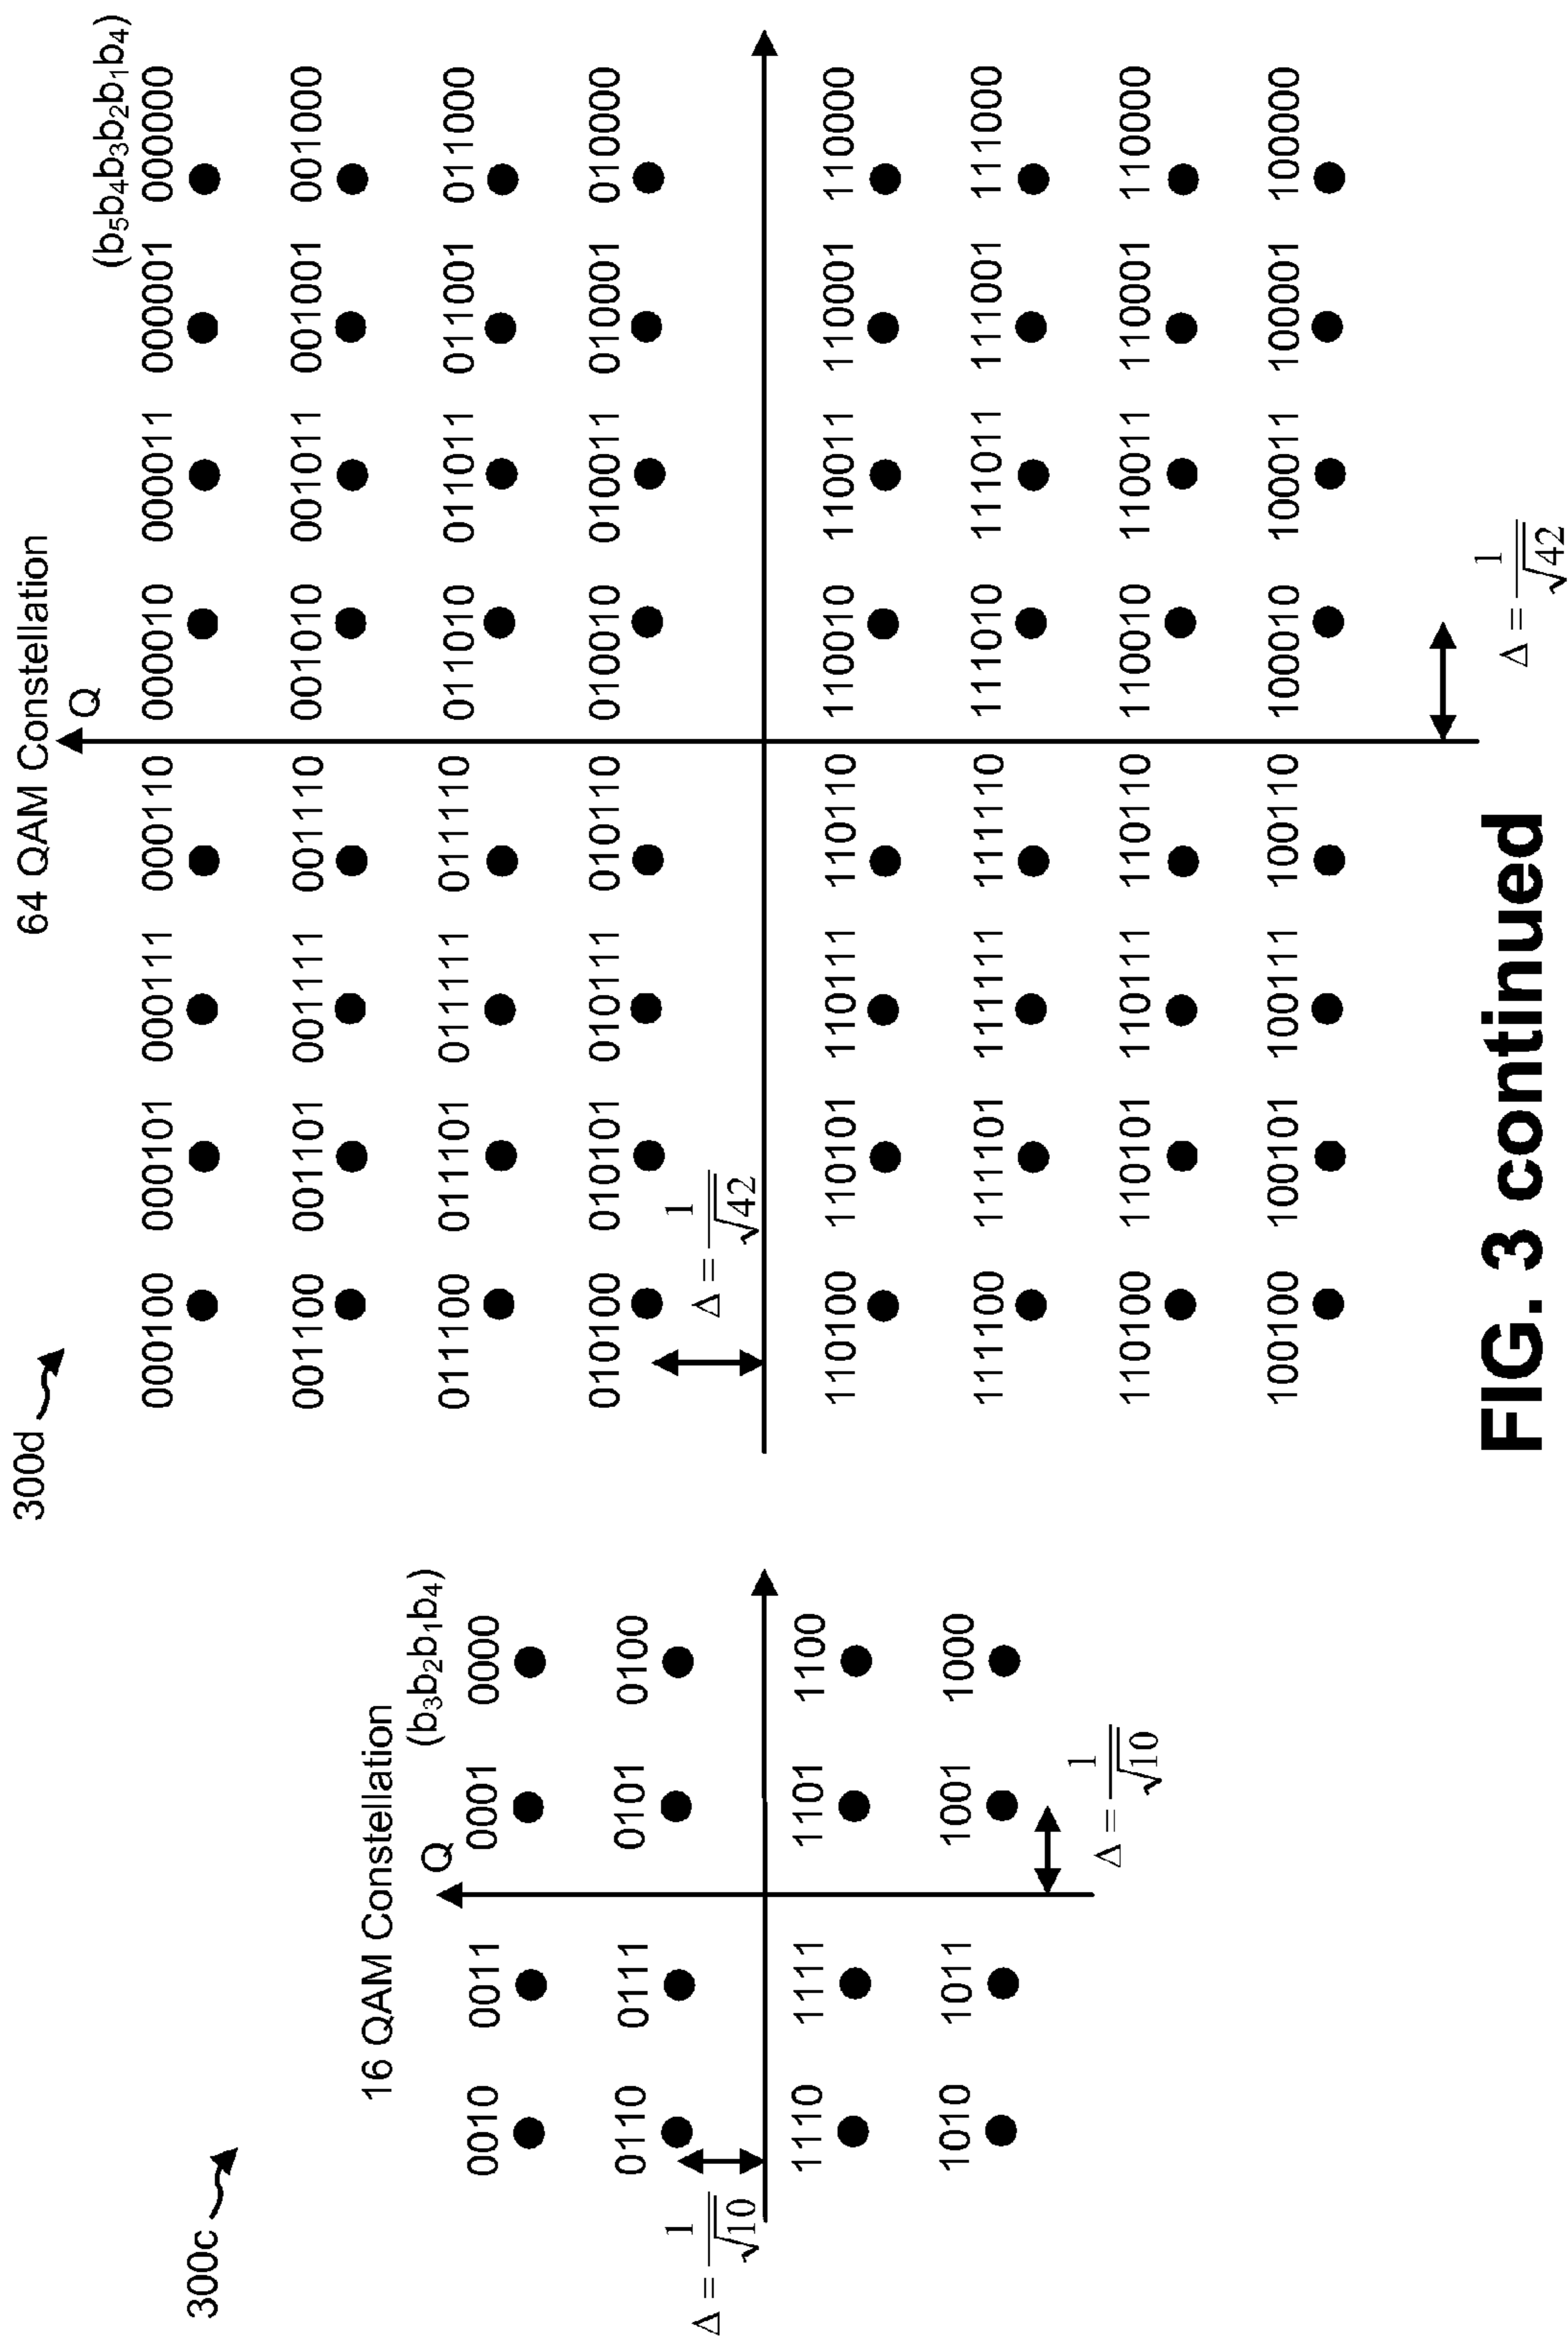 300c
16 QAM Constellation
Q
(b₃b₂b₁b₄)
0010 0011 0001 0000
0110 0111 0101 0100
Δ = 1/√10
1110 1111 1101 1100
1010 1011 1001 1000
Δ = 1/√10
300d
64 QAM Constellation
Q
(b₅b₄b₃b₂b₁b₄)
000100 000101 000111 000110 000010 000011 000001 000000
001100 001101 001111 001110 001010 001011 001001 001000
011100 011101 011111 011110 011010 011011 011001 011000
010100 010101 010111 010110 010010 010011 010001 010000
Δ = 1/√42
110100 110101 110111 110110 110010 110011 110001 110000
111100 111101 111111 111110 111010 111011 111001 111000
110100 110101 110111 110110 110010 110011 110001 110000
100100 100101 100111 100110 100010 100011 100001 100000
Δ = 1/√42
FIG. 3 continued